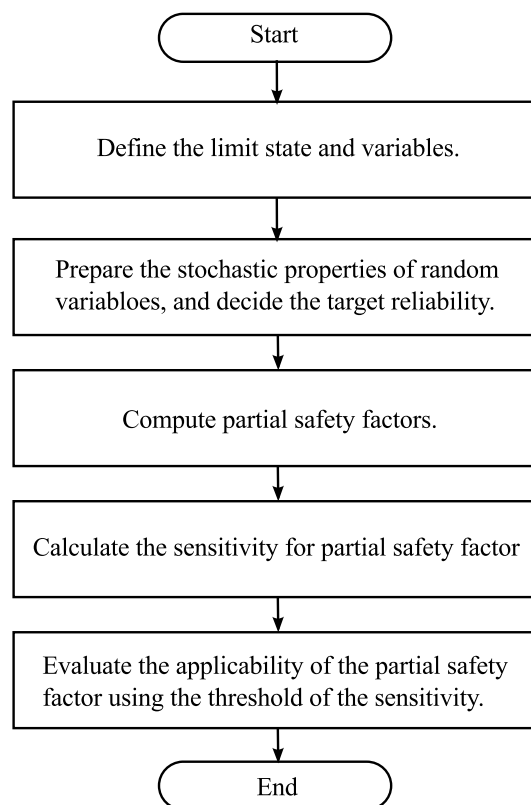 Start
Define the limit state and variables.
Prepare the stochastic properties of random
variabloes, and decide the target reliability.
Compute partial safety factors.
Calculate the sensitivity for partial safety factor
Evaluate the applicability of the partial safety
factor using the threshold of the sensitivity.
End